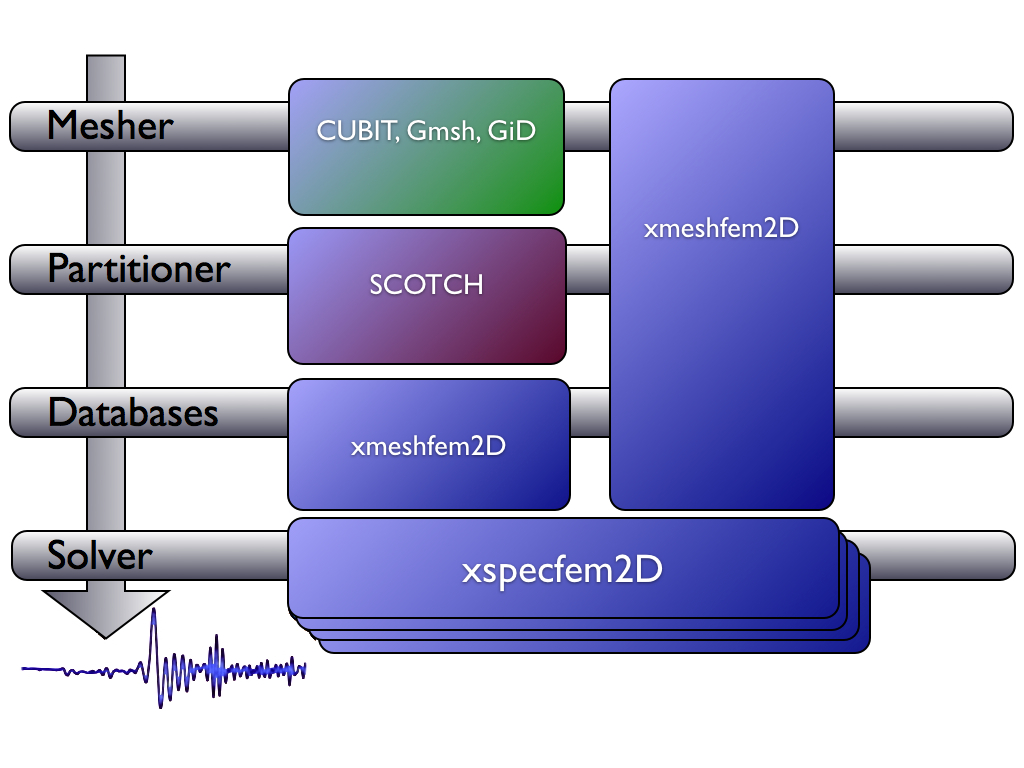 Mesher
CUBIT, Gmsh, GiD
xmeshfem2D
Partitioner
SCOTCH
Databases
xmeshfem2D
Solver
xspecfem2D